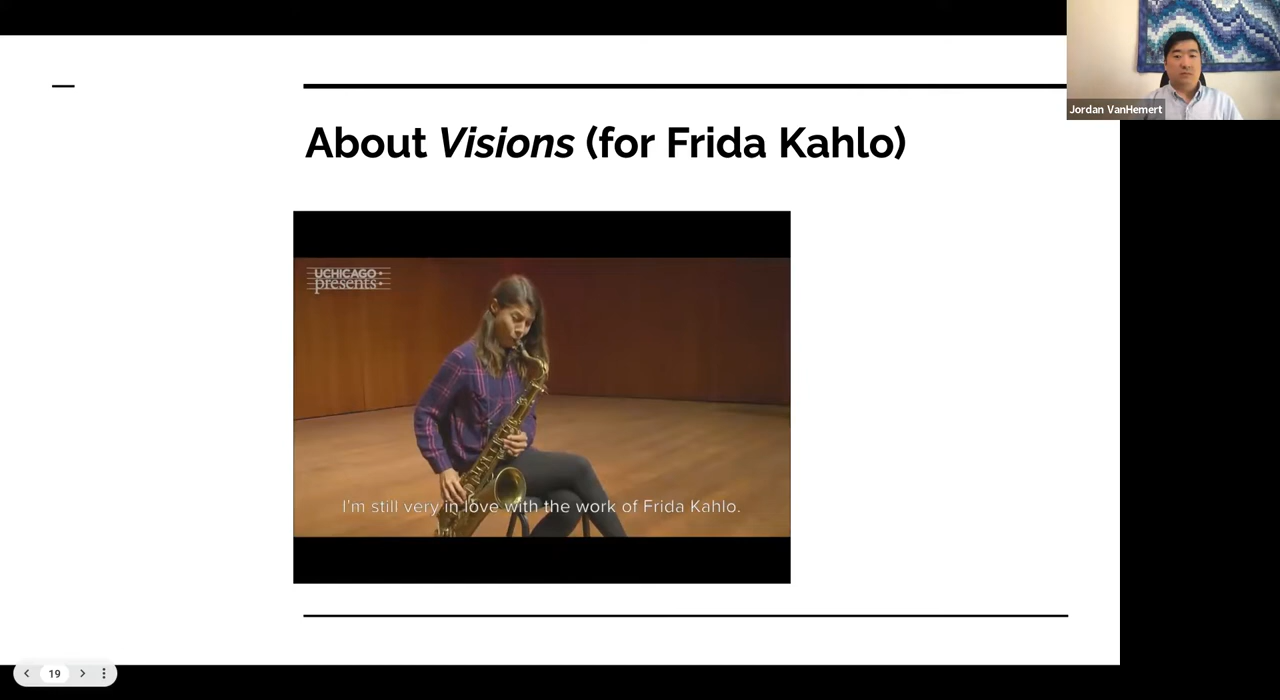 Jordan VanHemert
About Visions (for Frida Kahlo)
UCHICAGO
presents
I'm still very in love with the work of Frida Kahlo.
19